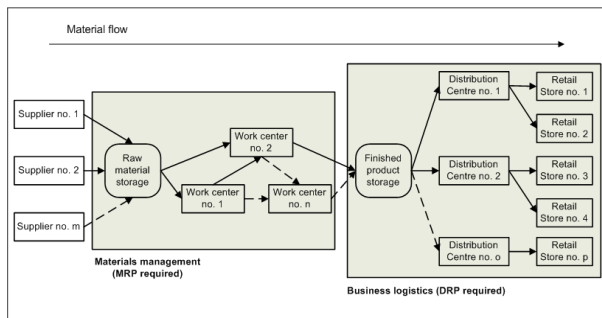 Material flow
Supplier no. 1
Supplier no. 2
Supplier no. m
Raw
material
storage
Work center
no. 2
Work center
no. 1
Work center
no. n
Materials management
(MRP required)
Finished
product
storage
Distribution
Centre no. 1
Distribution
Centre no. 2
Distribution
Centre no. o
Retail
Store no. 1
Retail
Store no. 2
Retail
Store no. 3
Retail
Store no. 4
Retail
Store no. p
Business logistics (DRP required)